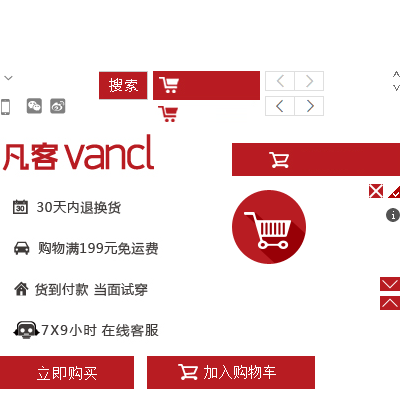 搜索
凡客 vancl
30
30天内退换货
购物满199元免运费
货到付款 当面试穿
7X9小时 在线客服
立即购买
加入购物车